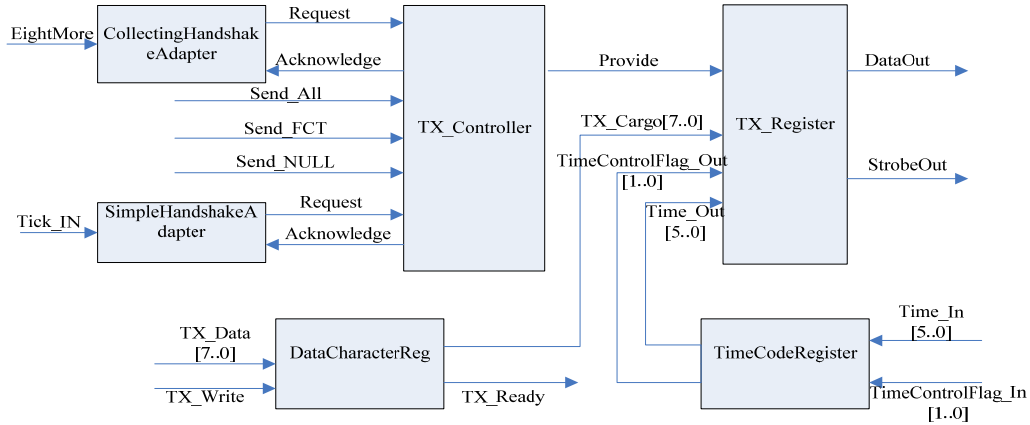 EightMore
CollectingHandshak
eAdapter
Request
Acknowledge
Send_All
Send_FCT
Send_NULL
Tick_IN
SimpleHandshakeA
dapter
Request
Acknowledge
TX_Controller
Provide
TX_Cargo[7..0]
TimeControlFlag_Out
[1..0]
Time_Out
[5..0]
TX_Register
DataOut
StrobeOut
TX_Data
[7..0]
TX_Write
DataCharacterReg
TX_Ready
TimeCodeRegister
Time_In
[5..0]
TimeControlFlag_In
[1..0]